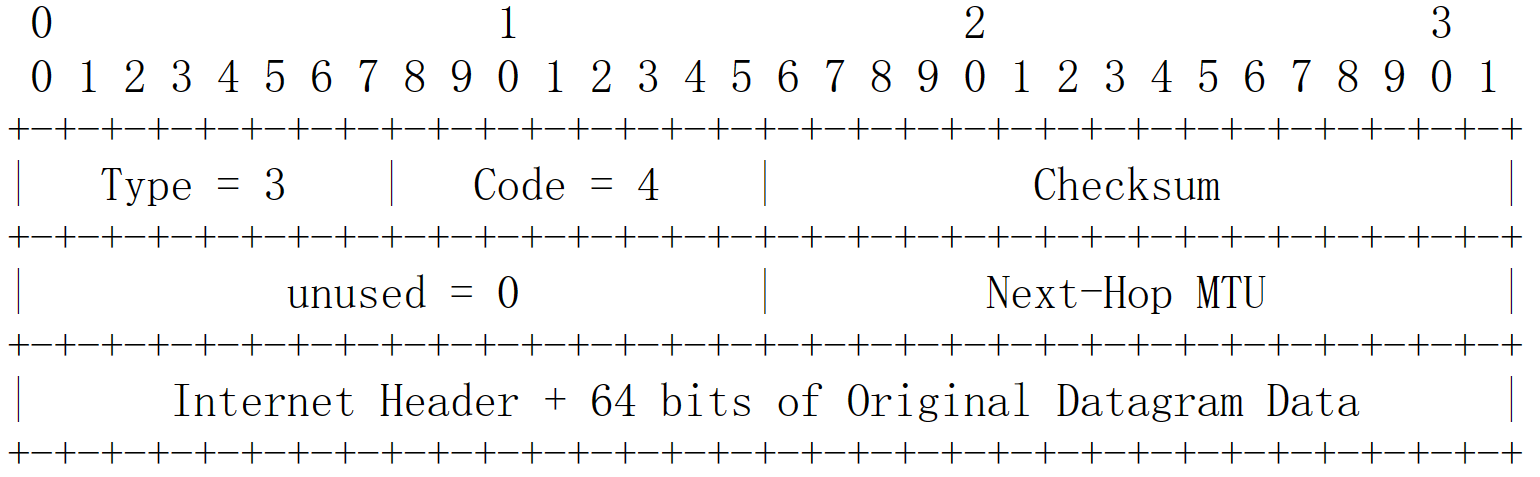 0                   1                   2                   3
0 1 2 3 4 5 6 7 8 9 0 1 2 3 4 5 6 7 8 9 0 1 2 3 4 5 6 7 8 9 0 1
+-+-+-+-+-+-+-+-+-+-+-+-+-+-+-+-+-+-+-+-+-+-+-+-+-+-+-+-+-+-+-+-+
|   Type = 3    |   Code = 4    |           Checksum            |
+-+-+-+-+-+-+-+-+-+-+-+-+-+-+-+-+-+-+-+-+-+-+-+-+-+-+-+-+-+-+-+-+
|           unused = 0          |         Next-Hop MTU          |
+-+-+-+-+-+-+-+-+-+-+-+-+-+-+-+-+-+-+-+-+-+-+-+-+-+-+-+-+-+-+-+-+
|      Internet Header + 64 bits of Original Datagram Data      |
+-+-+-+-+-+-+-+-+-+-+-+-+-+-+-+-+-+-+-+-+-+-+-+-+-+-+-+-+-+-+-+-+